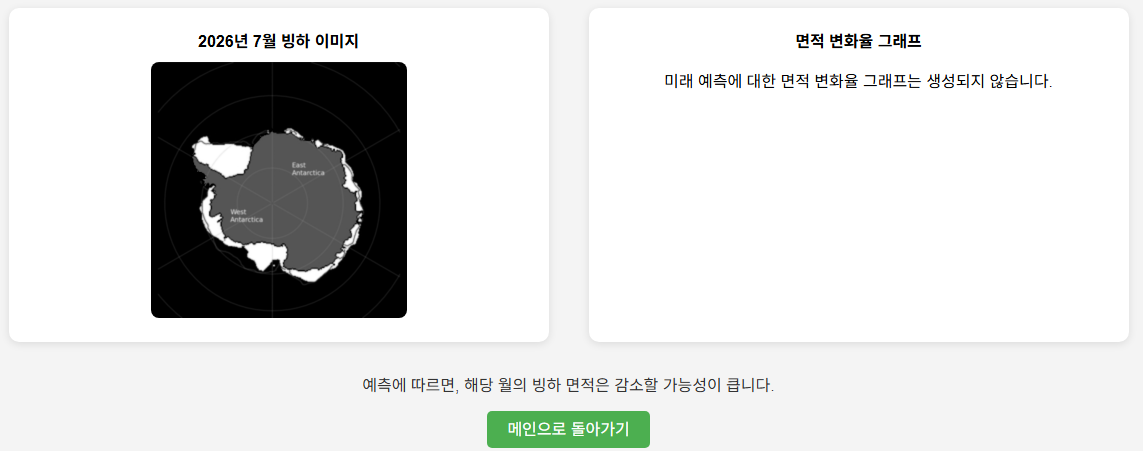 2026년 7월 빙하 이미지
East
Antarctica
West
Antarctica
면적 변화율 그래프
미래 예측에 대한 면적 변화율 그래프는 생성되지 않습니다.
예측에 따르면, 해당 월의 빙하 면적은 감소할 가능성이 큽니다.
메인으로 돌아가기